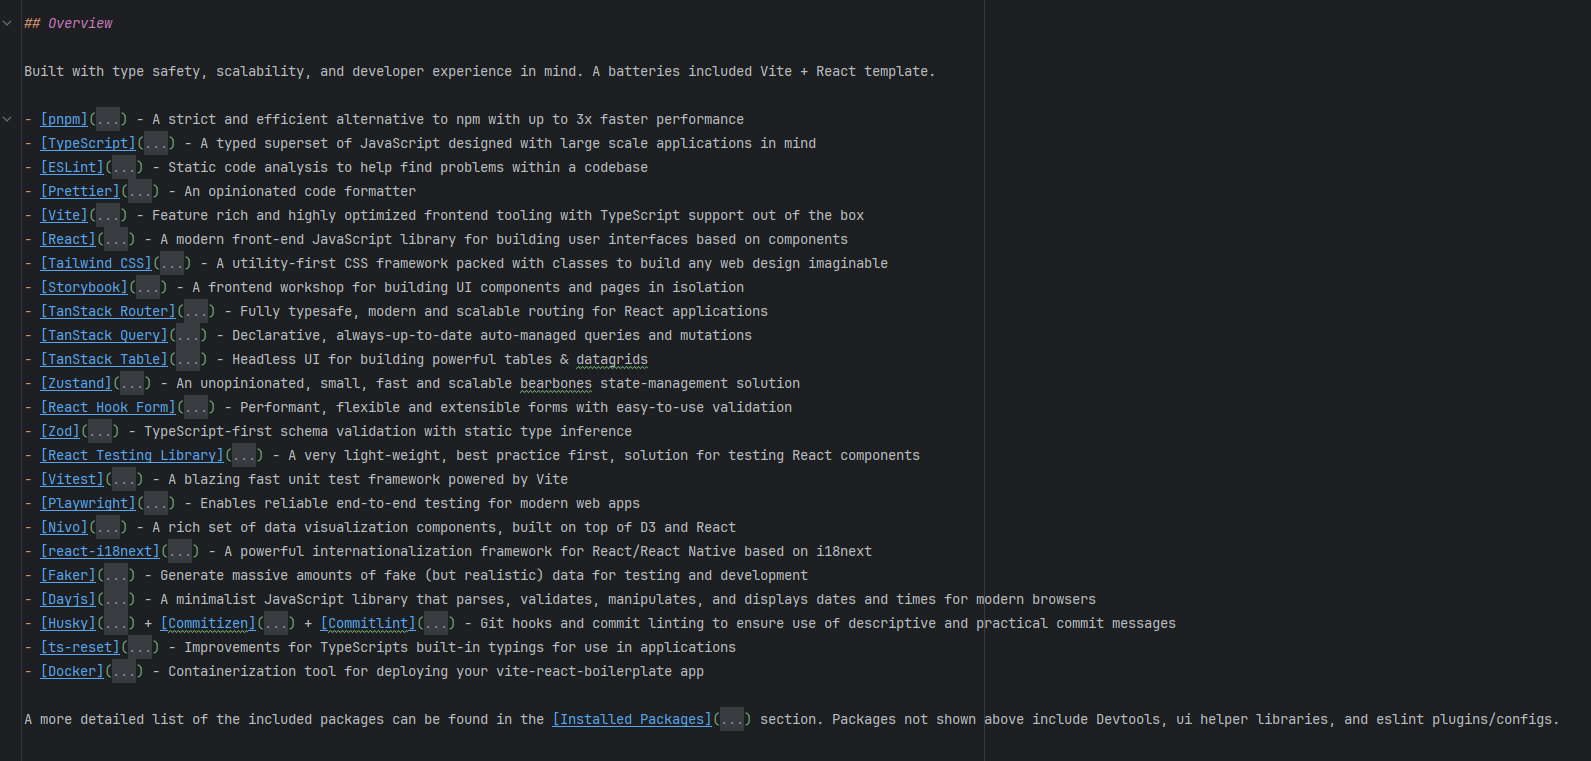 ## Overview
Built with type safety, scalability, and developer experience in mind. A batteries included Vite + React template.
- [pnpm](...) - A strict and efficient alternative to npm with up to 3x faster performance
- [TypeScript](...) - A typed superset of JavaScript designed with large scale applications in mind
- [ESLint](...) - Static code analysis to help find problems within a codebase
- [Prettier](...) - An opinionated code formatter
- [Vite](...) - Feature rich and highly optimized frontend tooling with TypeScript support out of the box
- [React](...) - A modern front-end JavaScript library for building user interfaces based on components
- [Tailwind CSS](...) - A utility-first CSS framework packed with classes to build any web design imaginable
- [Storybook](...) - A frontend workshop for building UI components and pages in isolation
- [TanStack Router](...) - Fully typesafe, modern and scalable routing for React applications
- [TanStack Query](...) - Declarative, always-up-to-date auto-managed queries and mutations
- [TanStack Table](...) - Headless UI for building powerful tables & datagrids
- [Zustand](...) - An unopinionated, small, fast and scalable bearbones state-management solution
- [React Hook Form](...) - Performant, flexible and extensible forms with easy-to-use validation
- [Zod](...) - TypeScript-first schema validation with static type inference
- [React Testing Library](...) - A very light-weight, best practice first, solution for testing React components
- [Vitest](...) - A blazing fast unit test framework powered by Vite
- [Playwright](...) - Enables reliable end-to-end testing for modern web apps
- [Nivo](...) - A rich set of data visualization components, built on top of D3 and React
- [react-i18next](...) - A powerful internationalization framework for React/React Native based on i18next
- [Faker](...) - Generate massive amounts of fake (but realistic) data for testing and development
- [Dayjs](...) - A minimalist JavaScript library that parses, validates, manipulates, and displays dates and times for modern browsers
- [Husky](...) + [Commitizen](...) + [Commitlint](...) - Git hooks and commit linting to ensure use of descriptive and practical commit messages
- [ts-reset](...) - Improvements for TypeScripts built-in typings for use in applications
- [Docker](...) - Containerization tool for deploying your vite-react-boilerplate app
A more detailed list of the included packages can be found in the [Installed Packages](...) section. Packages not shown above include Devtools, ui helper libraries, and eslint plugins/configs.